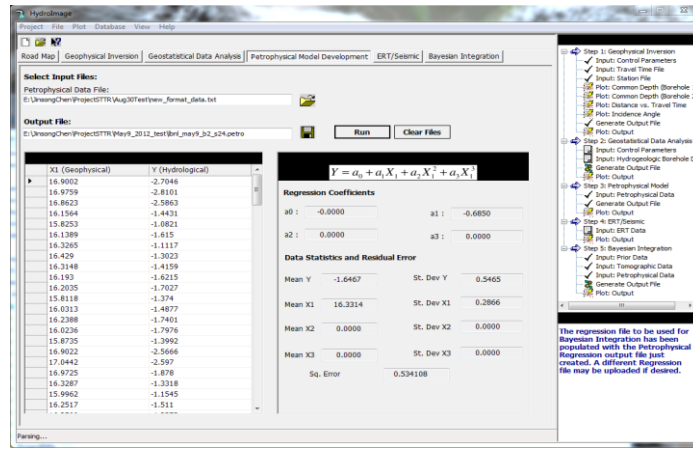 HydroImage
Project File Plot Database View Help
Road Map Geophysical Inversion Geostatistical Data Analysis Petrophysical Model Development ERT/Seismic Bayesian Integration
Select Input Files:
Petrophysical Data File:
E:\JinsongChen\ProjectSTTR\Aug30Test\new_format_data.txt
Output File:
E:\JinsongChen\ProjectSTTR\May9_2012_test\lbnl_may9_b2_s24.petro
Run Clear Files
X1 (Geophysical) Y (Hydrological)
16.9002 -2.7046
16.9759 -2.8101
16.8623 -2.5863
16.1564 -1.4431
15.8253 -1.0821
16.1389 -1.615
16.3265 -1.1117
16.429 -1.3023
16.3148 -1.4159
16.193 -1.6215
16.2035 -1.7027
15.8118 -1.374
16.0313 -1.4877
16.2388 -1.7401
16.0236 -1.7976
15.8735 -1.3992
16.9022 -2.5666
17.0442 -2.597
16.9725 -1.878
16.3287 -1.3318
15.9962 -1.1545
16.2517 -1.511
Y = a0 + a1X1 + a2X1^2 + a3X1^3
Regression Coefficients
a0 : -0.0000 a1 : -0.6850
a2 : 0.0000 a3 : 0.0000
Data Statistics and Residual Error
Mean Y -1.6467 St. Dev Y 0.5465
Mean X1 16.3314 St. Dev X1 0.2866
Mean X2 0.0000 St. Dev X2 0.0000
Mean X3 0.0000 St. Dev X3 0.0000
Sq. Error 0.534108
Step 1: Geophysical Inversion
Input: Control Parameters
Input: Travel Time File
Input: Station File
Plot: Common Depth (Borehole
Plot: Common Depth (Borehole
Plot: Distance vs. Travel Time
Plot: Incidence Angle
Generate Output File
Plot: Output
Step 2: Geostatistical Data Analysis
Input: Control Parameters
Input: Hydrogeologic Borehole D
Generate Output File
Plot: Output
Step 3: Petrophysical Model
Input: Petrophysical Data
Generate Output File
Plot: Output
Step 4: ERT/Seismic
Input: ERT Data
Plot: Output
Step 5: Bayesian Integration
Input: Prior Data
Input: Tomographic Data
Input: Petrophysical Data
Generate Output File
Plot: Output
The regression file to be used for
Bayesian Integration has been
populated with the Petrophysical
Regression output file just
created. A different Regression
file may be uploaded if desired.
Parsing...